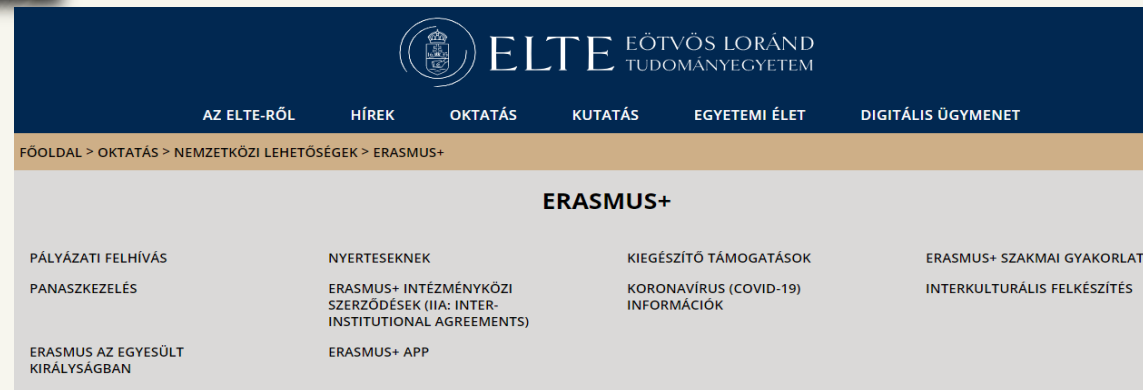 ELTE EÖTVÖS LORÁND
TUDOMÁNYEGYETEM
AZ ELTE-RŐL HÍREK OKTATÁS KUTATÁS EGYETEMI ÉLET DIGITÁLIS ÜGYMENET
FŐOLDAL > OKTATÁS > NEMZETKÖZI LEHETŐSÉGEK > ERASMUS+
ERASMUS+
PÁLYÁZATI FELHÍVÁS NYERTESEKNEK KIEGÉSZÍTŐ TÁMOGATÁSOK ERASMUS+ SZAKMAI GYAKORLAT
PANASZKEZELÉS
ERASMUS+ INTÉZMÉNYKÖZI
SZERZŐDÉSEK (IIA: INTER-
INSTITUTIONAL AGREEMENTS)
KORONAVÍRUS (COVID-19)
INFORMÁCIÓK
INTERKULTURÁLIS FELKÉSZÍTÉS
ERASMUS AZ EGYESÜLT
KIRÁLYSÁGBAN
ERASMUS+ APP